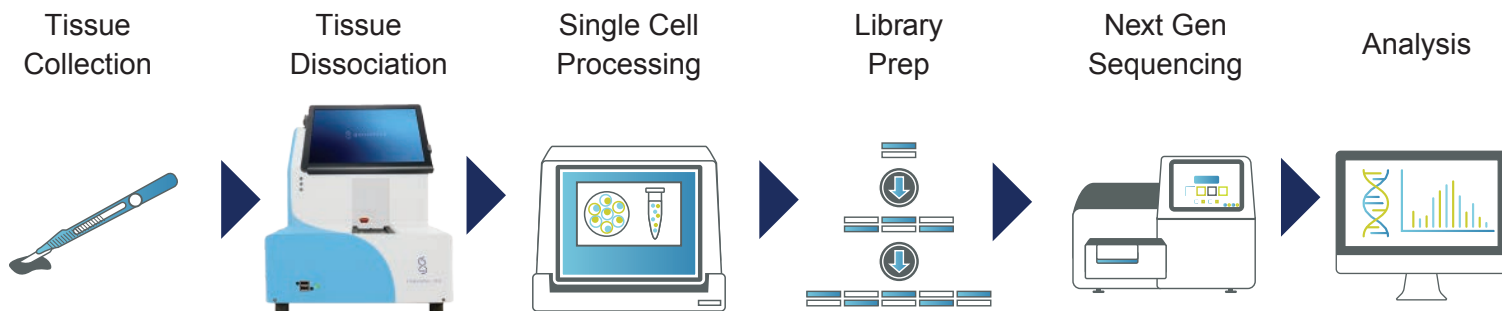 Tissue
Collection
Tissue
Dissociation
Single Cell
Processing
Library
Prep
Next Gen
Sequencing
Analysis